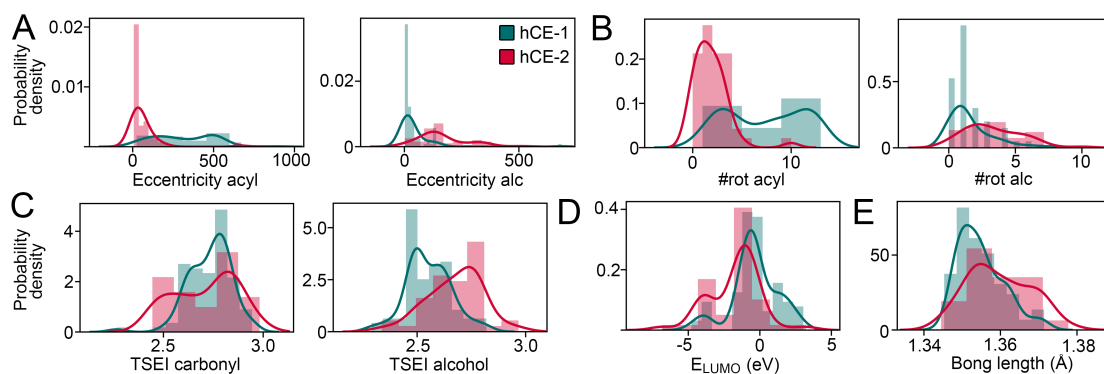 A
Probability
density
0.02
0.01
0
0
500
1000
Eccentricity acyl
0.02
0
0
500
Eccentricity alc
hCE-1
hCE-2
B
0.2
0.1
0
0
10
#rot acyl
0.5
0
0
5
10
#rot alc
C
Probability
density
4
2
0
2.5
3.0
TSEI carbonyl
5.0
2.5
0
2.5
3.0
TSEI alcohol
D
0.4
0.2
-5
0
5
ELUMO (eV)
E
50
0
1.34
1.36
1.38
Bong length (Å)